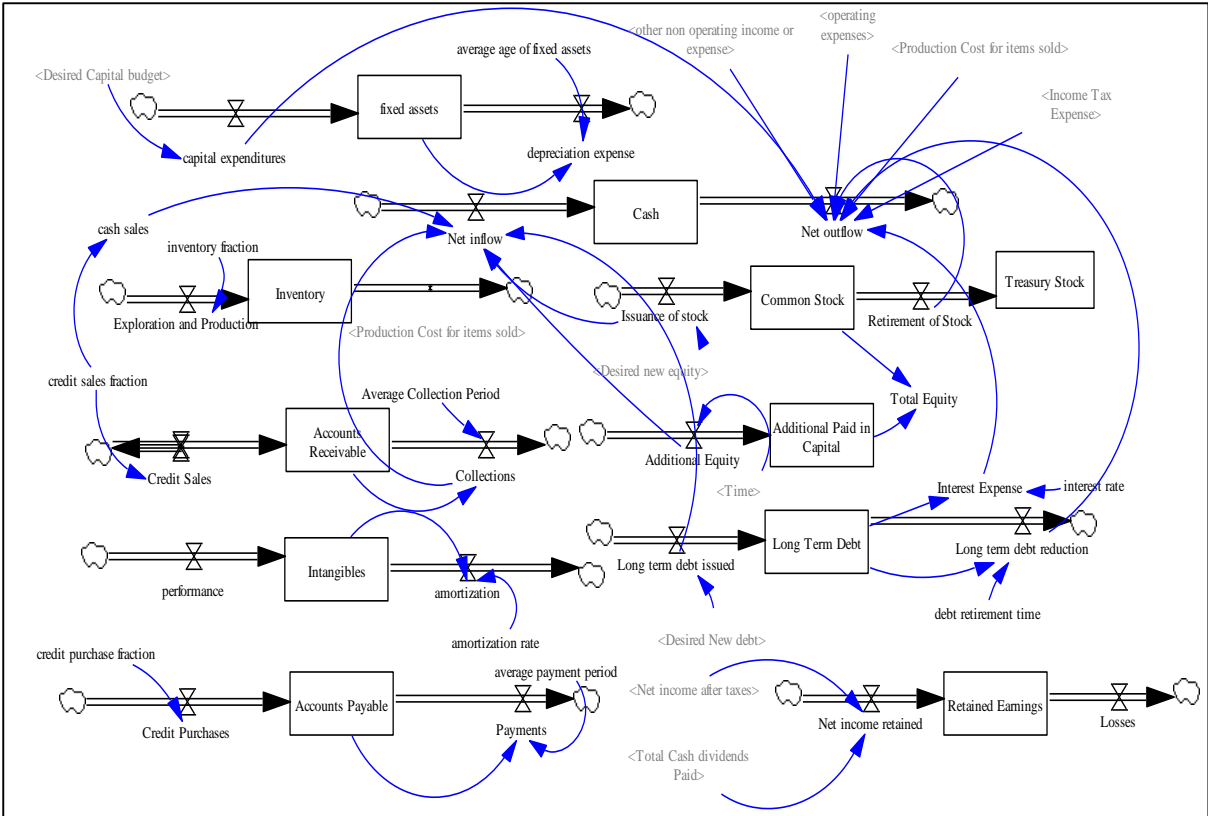 <other non operating income or
expense>
<operating
expenses>
<Production Cost for items sold>
average age of fixed assets
<Desired Capital budget>
fixed assets
<Income Tax
Expense>
capital expenditures
depreciation expense
Cash
cash sales
Net inflow
Net outflow
inventory fraction
Inventory
Common Stock
Treasury Stock
Exploration and Production
<Production Cost for items sold>
Issuance of stock
Retirement of Stock
credit sales fraction
<Desired new equity>
Average Collection Period
Total Equity
Accounts
Receivable
Additional Paid in
Capital
Credit Sales
Collections
Additional Equity
<Time>
Interest Expense
interest rate
Intangibles
Long Term Debt
Long term debt issued
Long term debt reduction
performance
amortization
debt retirement time
amortization rate
<Desired New debt>
credit purchase fraction
average payment period
<Net income after taxes>
Accounts Payable
Retained Earnings
Credit Purchases
Payments
Net income retained
Losses
<Total Cash dividends
Paid>